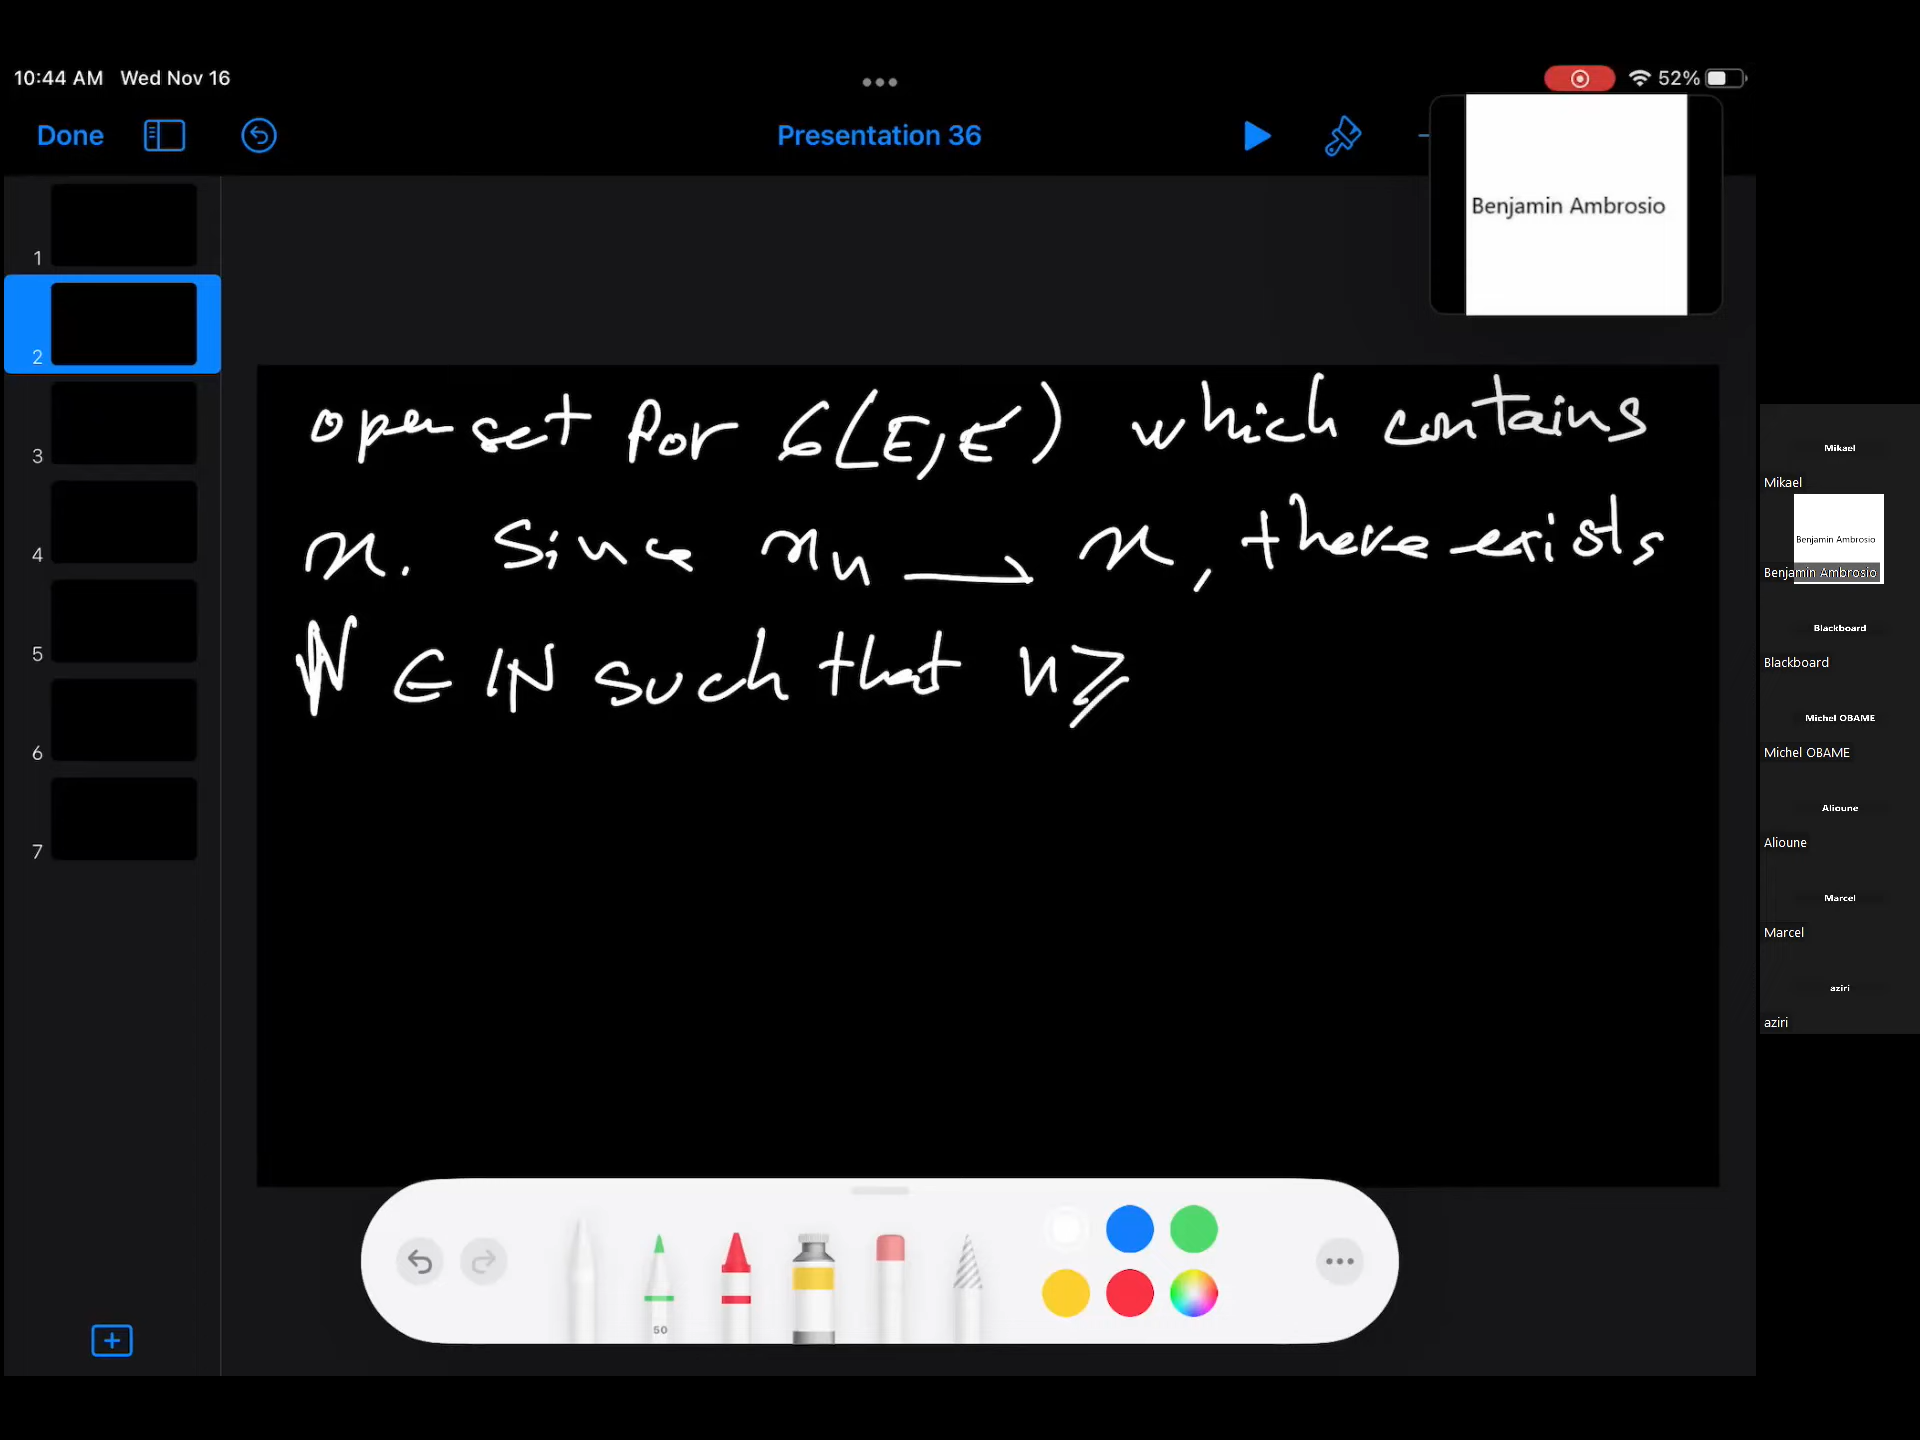 10:44 AM Wed Nov 16
52%
Done
Presentation 36
Benjamin Ambrosio
1
2
3
4
5
6
7
open set for σ(E,E') which contains
x. Since xn → x, there exists
N ∈ ℕ such that n ⩾
50
Mikael
Mikael
Benjamin Ambrosio
Benjamin Ambrosio
Blackboard
Blackboard
Michel OBAME
Michel OBAME
Alioune
Alioune
Marcel
Marcel
aziri
aziri